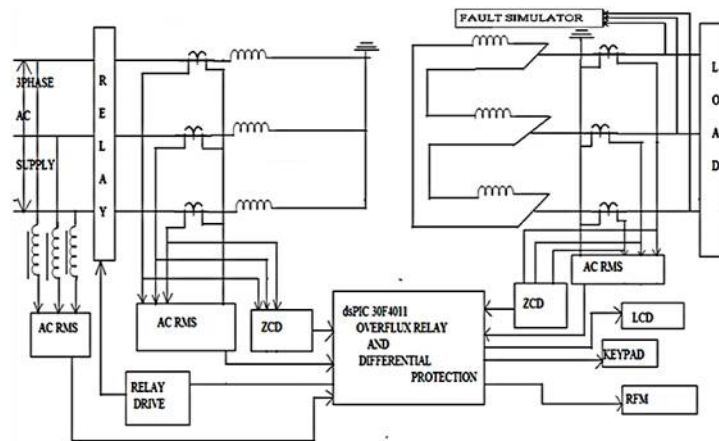 FAULT SIMULATOR
3PHASE
AC
SUPPLY
R
E
L
A
Y
L
O
A
D
AC RMS
AC RMS
ZCD
dsPIC 30F4011
OVERFLUX RELAY
AND
DIFFERENTIAL
PROTECTION
ZCD
AC RMS
LCD
KEYPAD
RFM
RELAY
DRIVE